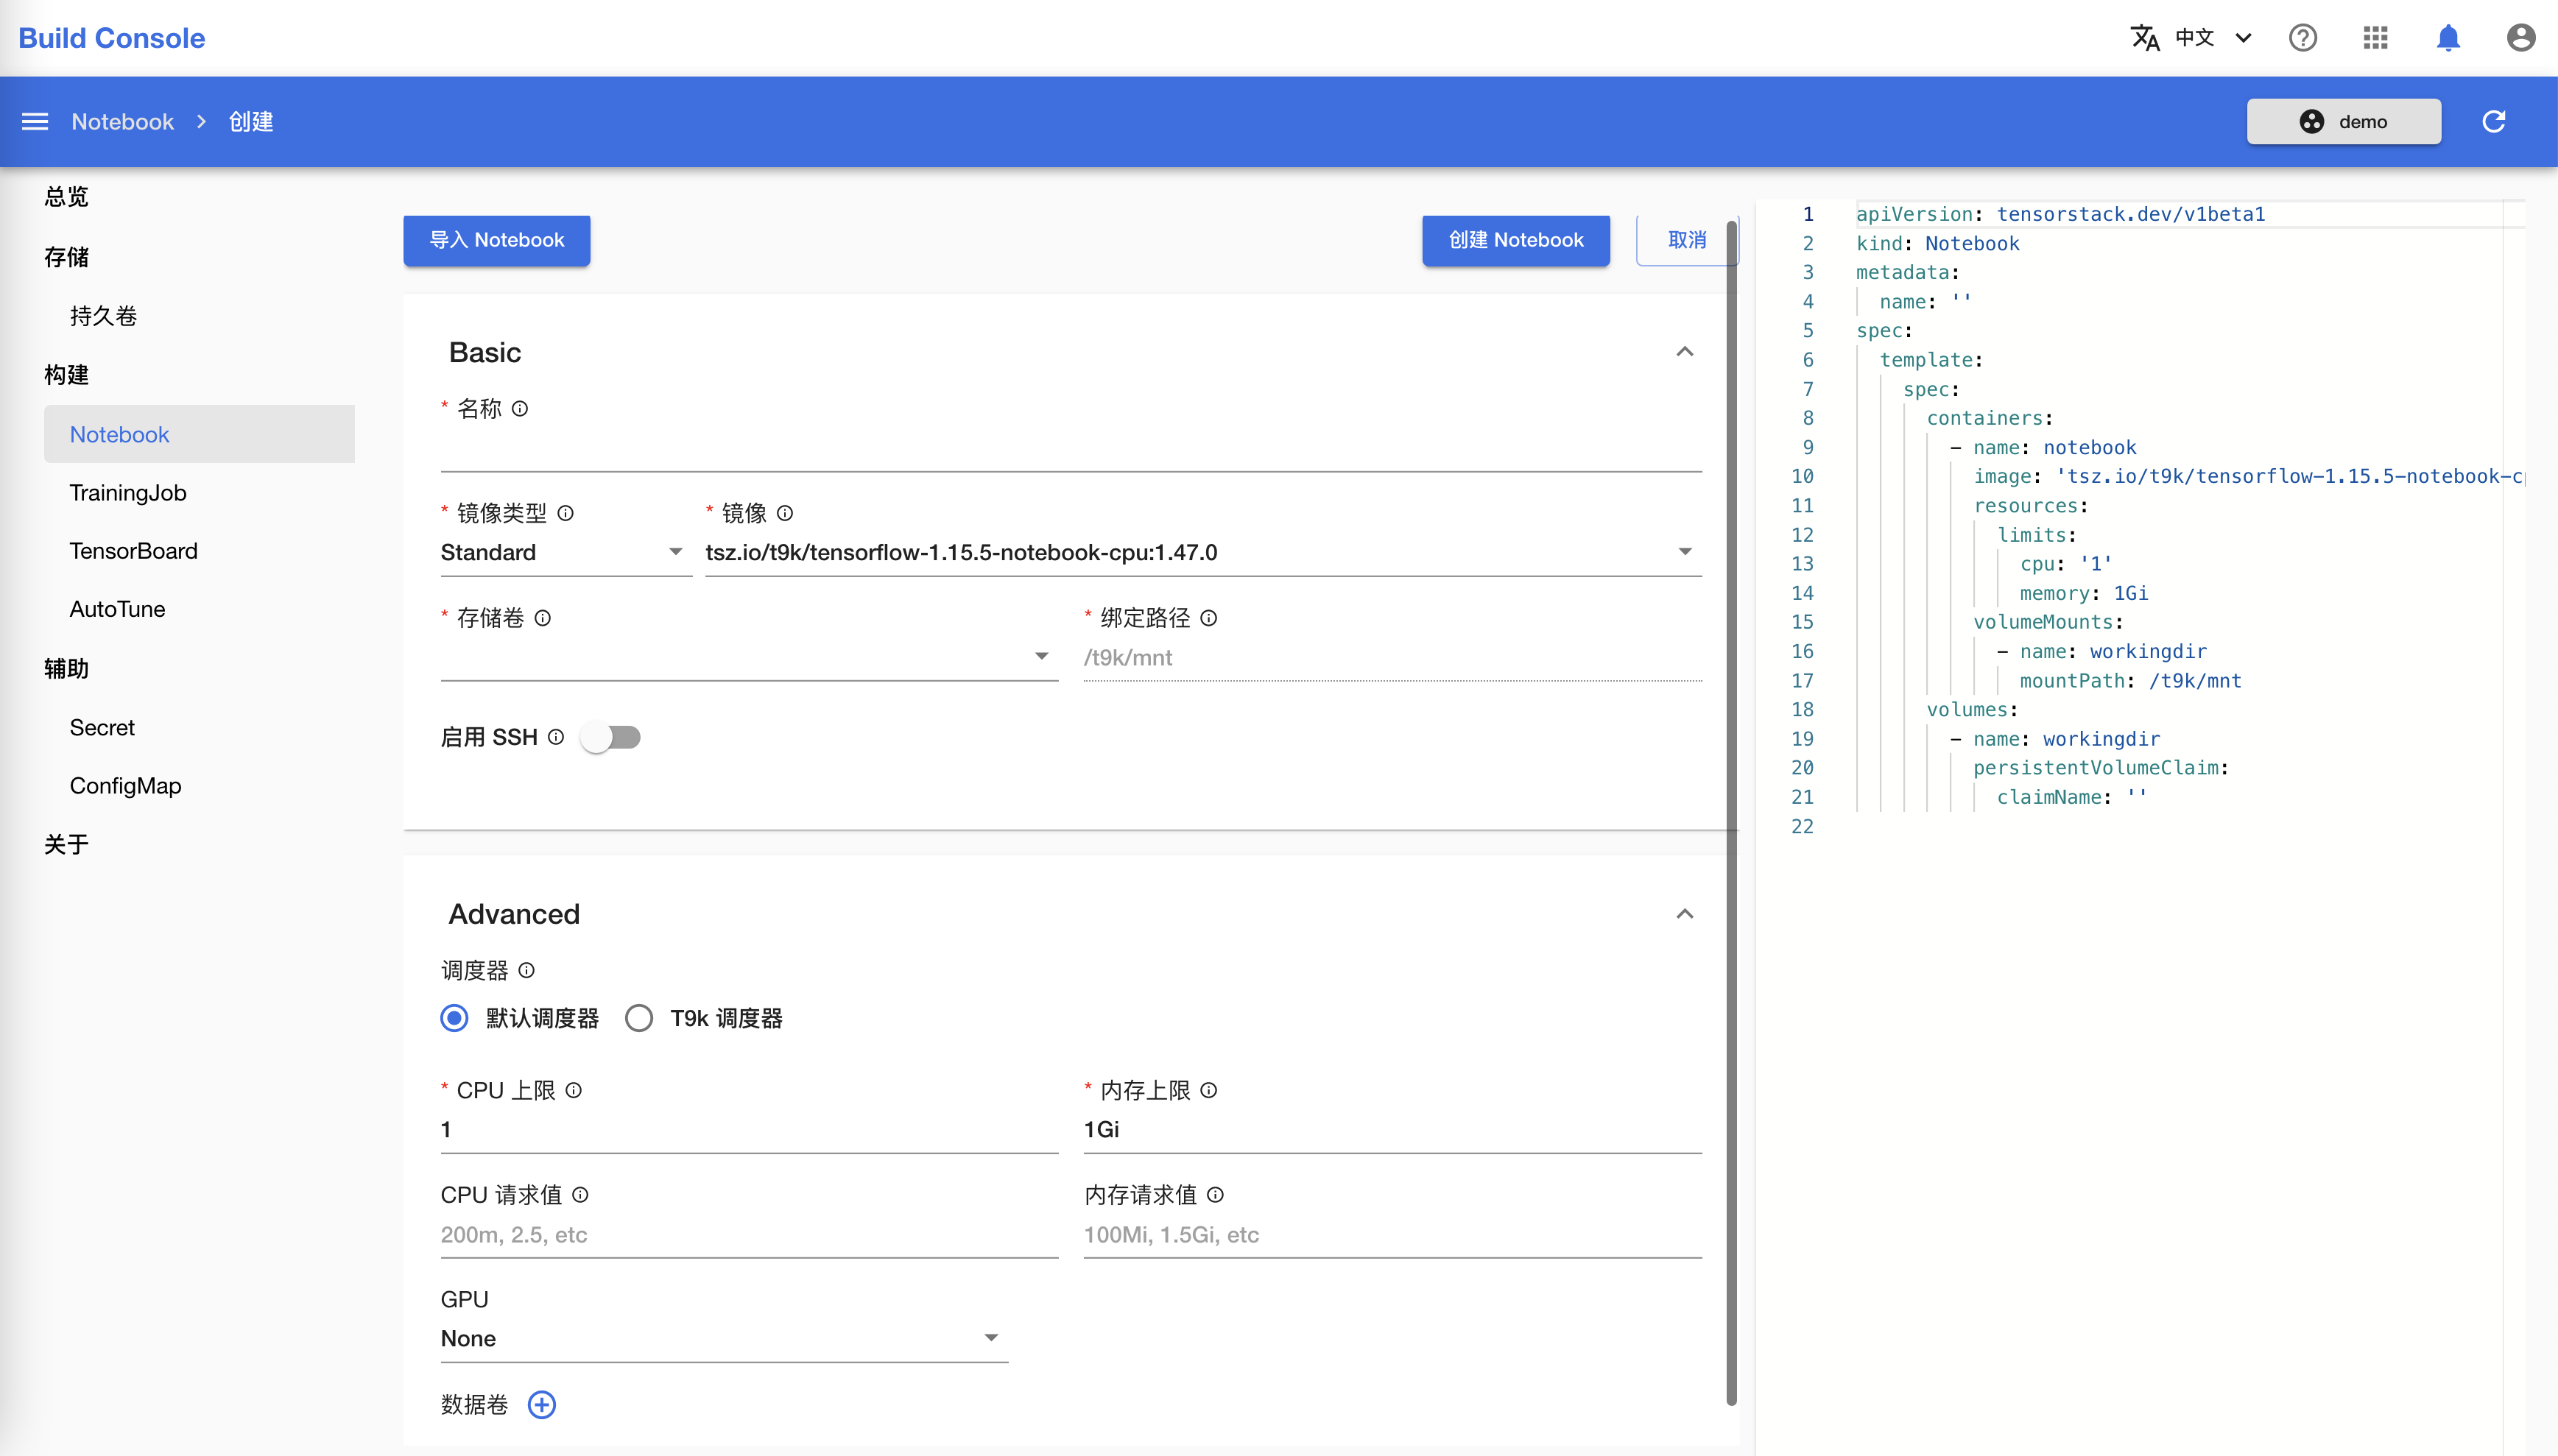 Build Console
中文
Notebook
创建
demo
总览
存储
持久卷
构建
Notebook
TrainingJob
TensorBoard
AutoTune
辅助
Secret
ConfigMap
关于
导入 Notebook
创建 Notebook
取消
Basic
* 名称
* 镜像类型
* 镜像
Standard
tsz.io/t9k/tensorflow-1.15.5-notebook-cpu:1.47.0
* 存储卷
* 绑定路径
/t9k/mnt
启用 SSH
Advanced
调度器
默认调度器
T9k 调度器
* CPU 上限
* 内存上限
1
1Gi
CPU 请求值
内存请求值
200m, 2.5, etc
100Mi, 1.5Gi, etc
GPU
None
数据卷
1 apiVersion: tensorstack.dev/v1beta1
2 kind: Notebook
3 metadata:
4 name: ''
5 spec:
6 template:
7 spec:
8 containers:
9 - name: notebook
10 image: 'tsz.io/t9k/tensorflow-1.15.5-notebook-c
11 resources:
12 limits:
13 cpu: '1'
14 memory: 1Gi
15 volumeMounts:
16 - name: workingdir
17 mountPath: /t9k/mnt
18 volumes:
19 - name: workingdir
20 persistentVolumeClaim:
21 claimName: ''
22